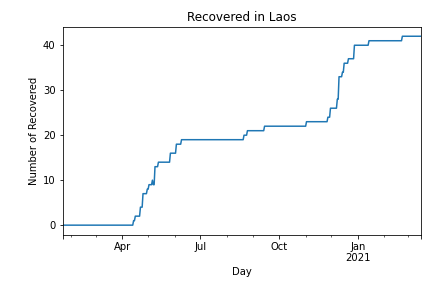 Recovered in Laos
40
30
20
10
0
Number of Recovered
Apr
Jul
Oct
Jan
2021
Day